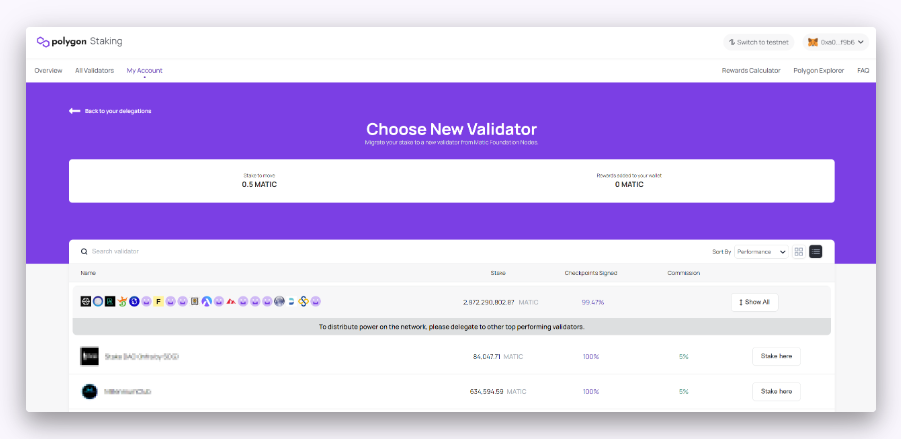 polygon Staking
Switch to testnet
0xa0...f9b6
Overview All Validators My Account
Rewards Calculator Polygon Explorer FAQ
Back to your delegations
Choose New Validator
Migrate your stake to a new validator from Matic Foundation Nodes.
Stake to move
0.5 MATIC
Rewards added to your wallet
0 MATIC
Search validator
Sort By Performance
Name Stake Checkpoints Signed Commission
F
2,872,290,802.87 MATIC 99.47% Show All
To distribute power on the network, please delegate to other top performing validators.
84,047.71 MATIC 100% 5% Stake here
634,594.59 MATIC 100% 5% Stake here